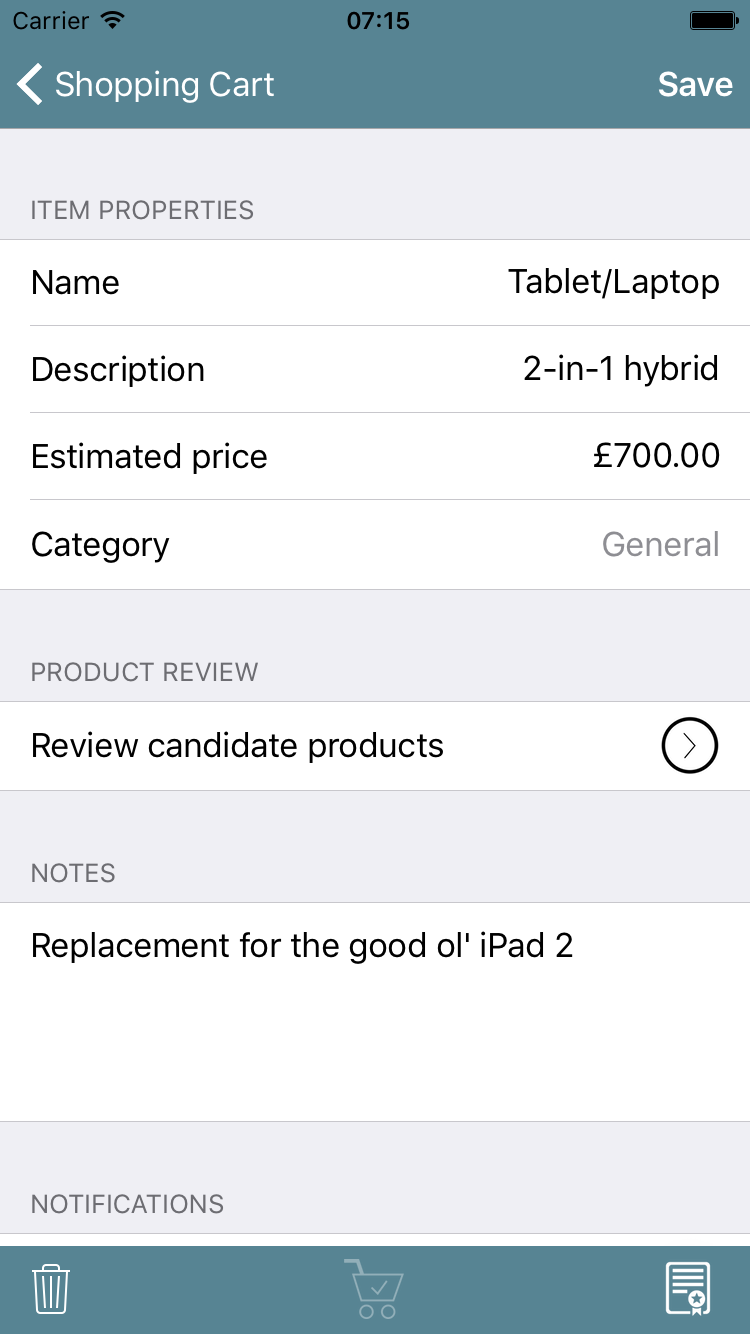 Carrier 07:15
Shopping Cart Save
ITEM PROPERTIES
Name Tablet/Laptop
Description 2-in-1 hybrid
Estimated price £700.00
Category General
PRODUCT REVIEW
Review candidate products
NOTES
Replacement for the good ol' iPad 2
NOTIFICATIONS